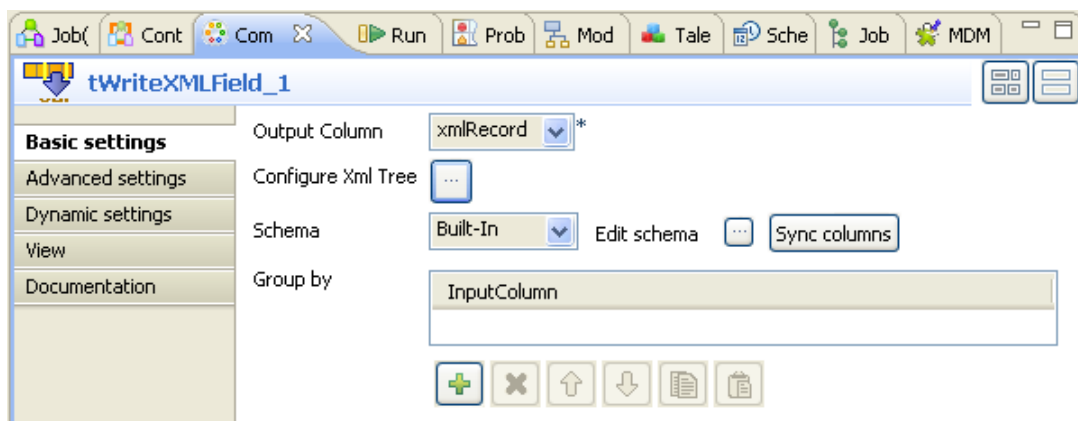 Job( Cont Com Run Prob Mod Tale Sche Job MDM
tWriteXMLField_1
Basic settings
Advanced settings
Dynamic settings
View
Documentation
Output Column xmlRecord *
Configure Xml Tree ...
Schema Built-In Edit schema ... Sync columns
Group by
InputColumn